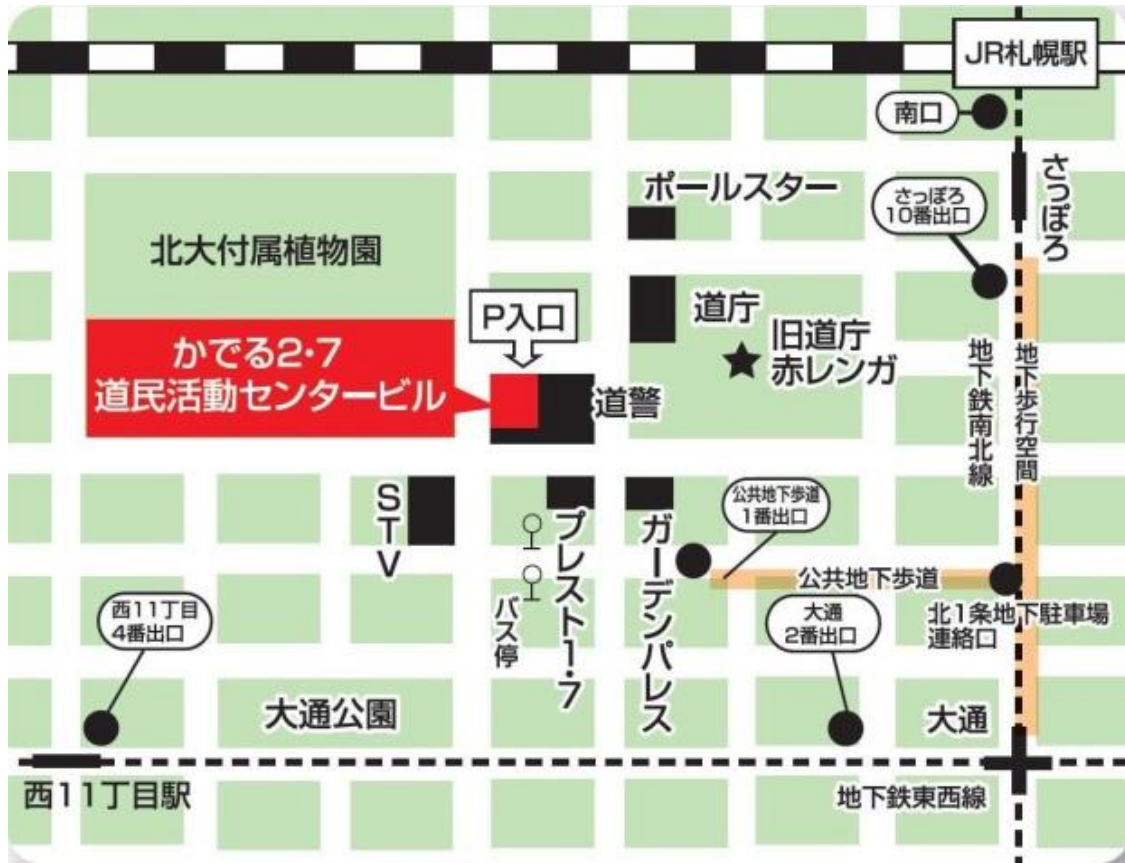 JR札幌駅
南口
さっぽろ
ポールスター
さっぽろ
10番出口
北大付属植物園
P入口
道庁
旧道庁
赤レンガ
かでる2・7
道民活動センタービル
道警
地下鉄南北線
地下歩行空間
STV
プレスト1・7
ガーデンパレス
公共地下歩道
1番出口
公共地下歩道
バス停
西11丁目
4番出口
大通
2番出口
北1条地下駐車場
連絡口
大通公園
大通
西11丁目駅
地下鉄東西線